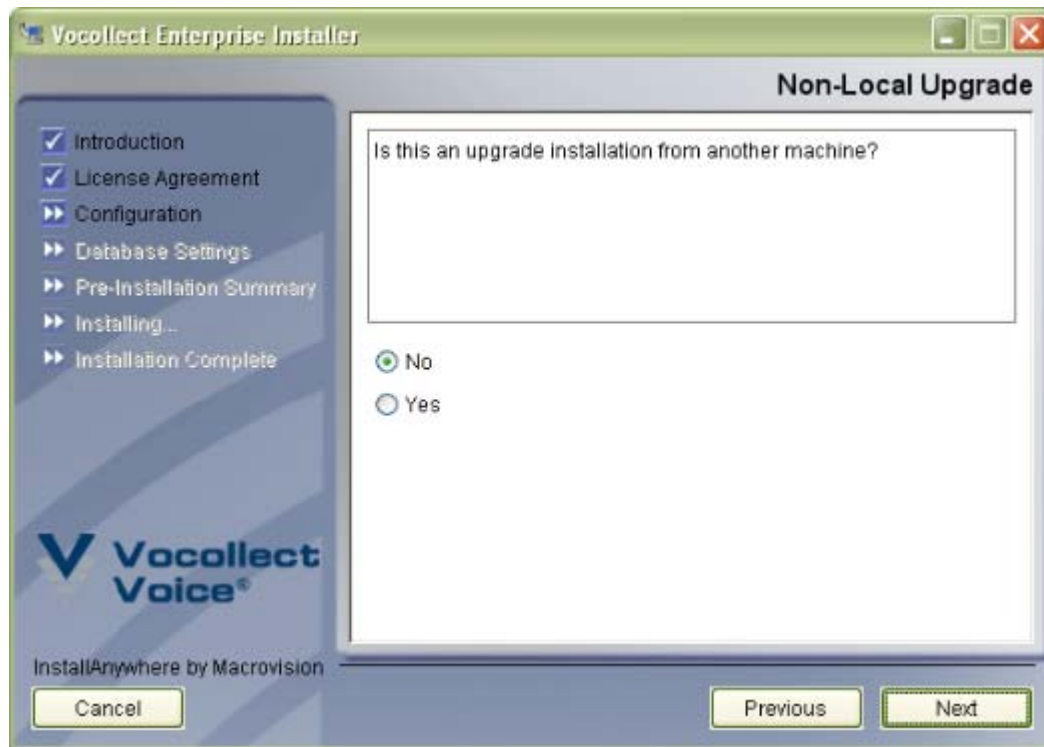 Vocollect Enterprise Installer
Non-Local Upgrade
Introduction
License Agreement
Configuration
Database Settings
Pre-Installation Summary
Installing...
Installation Complete
Is this an upgrade installation from another machine?
No
Yes
Vocollect
Voice®
InstallAnywhere by Macrovision
Cancel
Previous
Next